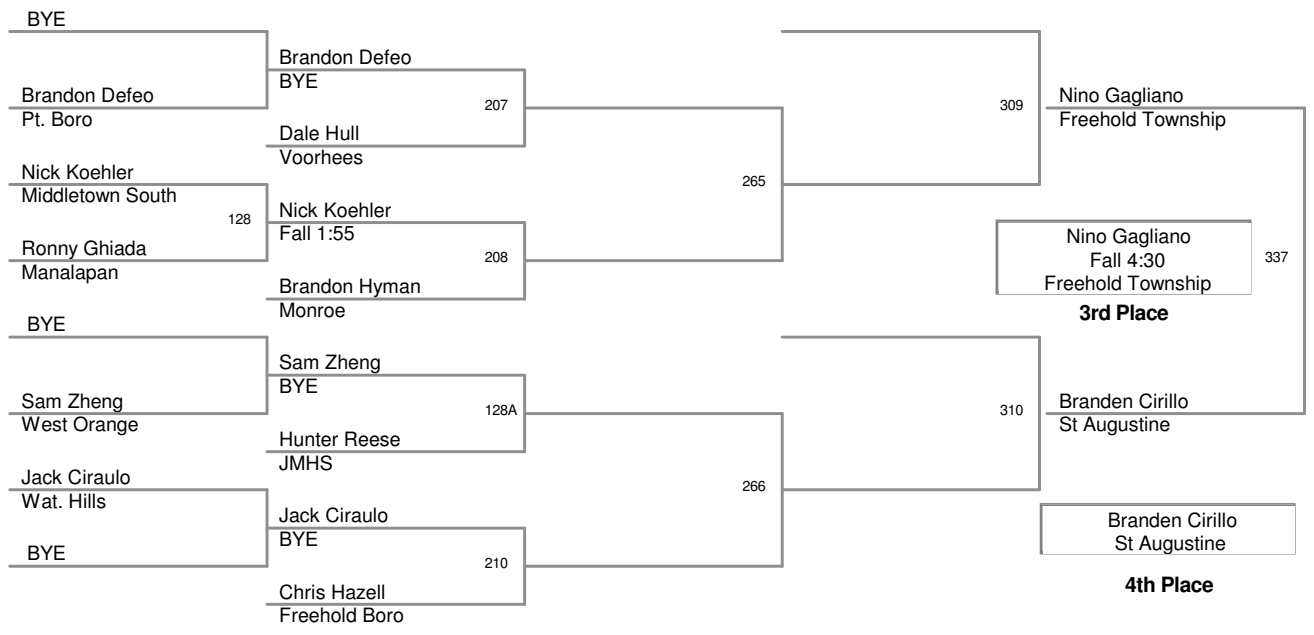 BYE
Brandon Defeo
BYE
Brandon Defeo
Pt. Boro
207
Dale Hull
Voorhees
309
Nino Gagliano
Freehold Township
Nick Koehler
Middletown South
128
Nick Koehler
Fall 1:55
265
Ronny Ghiada
Manalapan
208
Brandon Hyman
Monroe
Nino Gagliano
Fall 4:30
Freehold Township
337
3rd Place
BYE
Sam Zheng
BYE
Sam Zheng
West Orange
128A
Hunter Reese
JMHS
310
Branden Cirillo
St Augustine
Jack Ciraulo
Wat. Hills
266
Jack Ciraulo
BYE
BYE
210
Chris Hazell
Freehold Boro
Branden Cirillo
St Augustine
4th Place